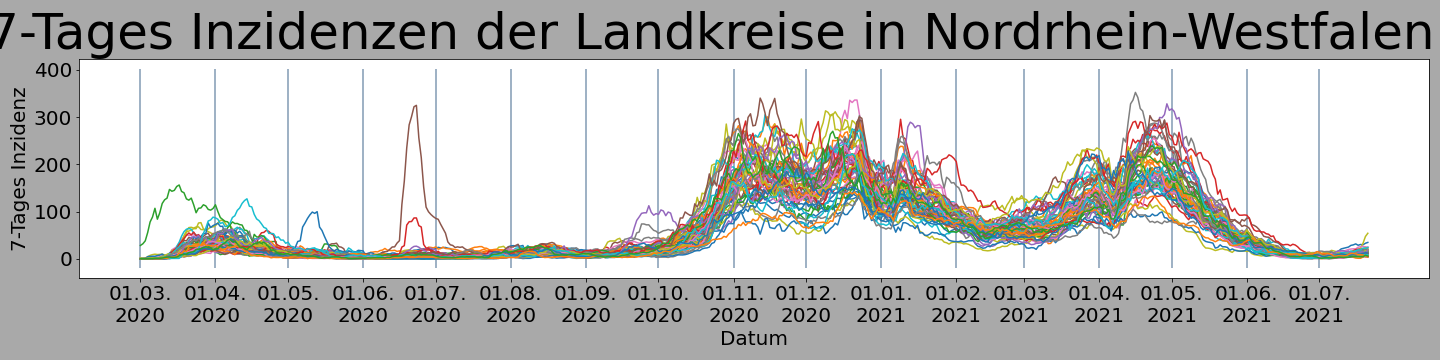 7-Tages Inzidenzen der Landkreise in Nordrhein-Westfalen
400
300
200
100
0
7-Tages Inzidenz
01.03. 01.04. 01.05. 01.06. 01.07. 01.08. 01.09. 01.10. 01.11. 01.12. 01.01. 01.02. 01.03. 01.04. 01.05. 01.06. 01.07.
2020 2020 2020 2020 2020 2020 2020 2020 2020 2020 2021 2021 2021 2021 2021 2021 2021
Datum